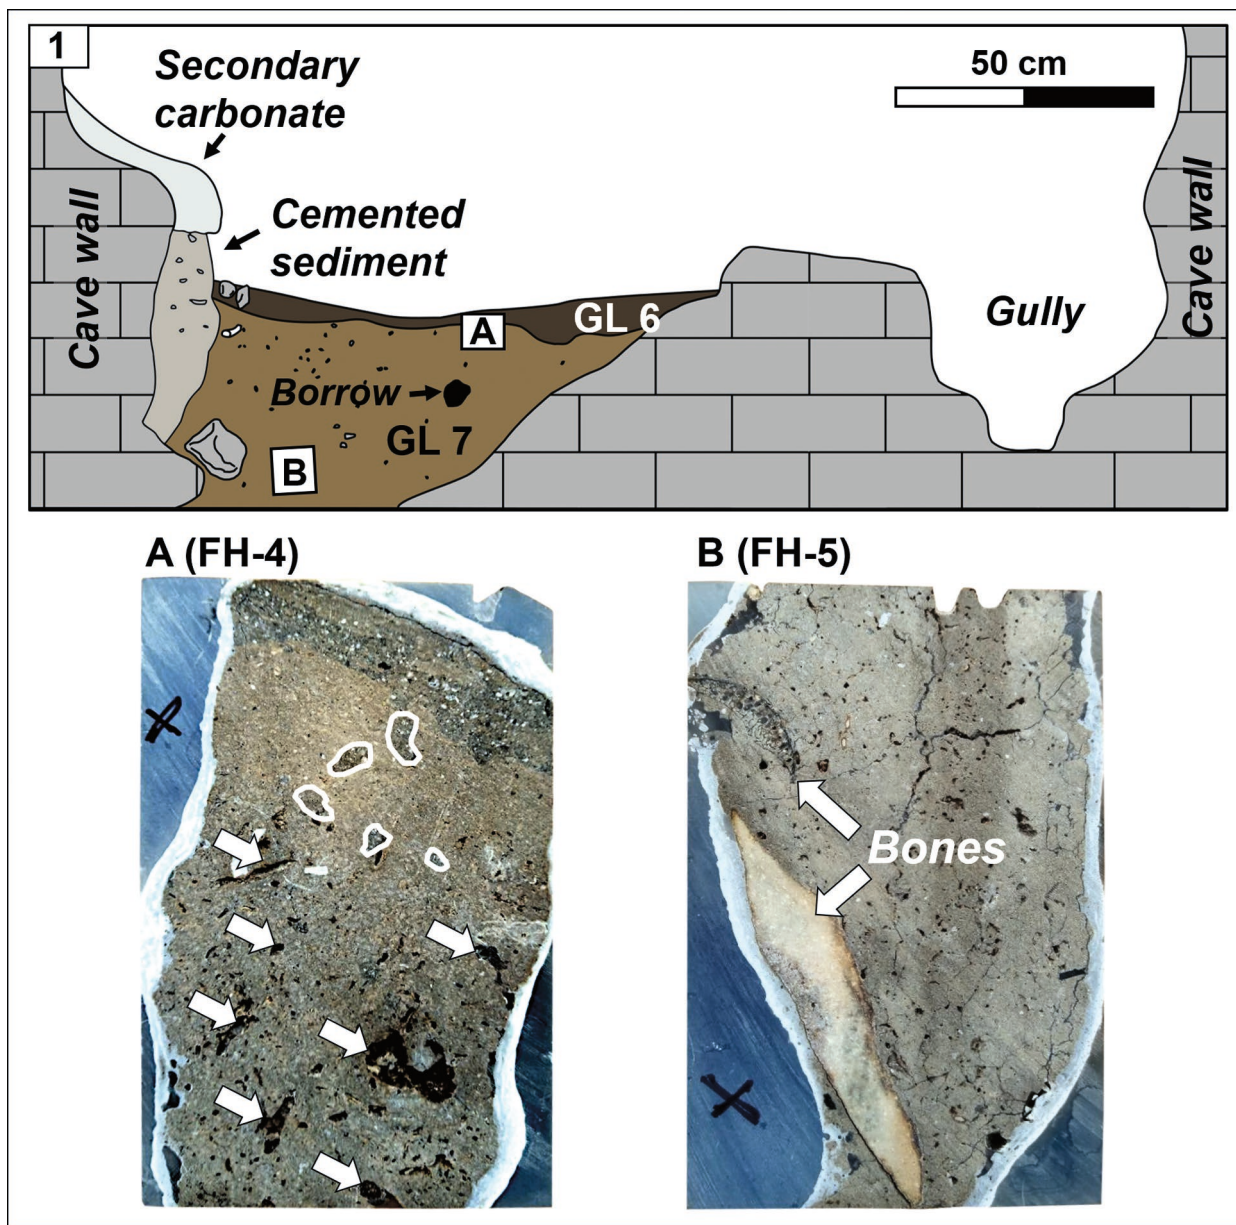 1
Secondary
carbonate
50 cm
Cemented
sediment
Cave wall
Cave wall
GL 6
A
Gully
Borrow
GL 7
B
A (FH-4)
B (FH-5)
X
Bones
X